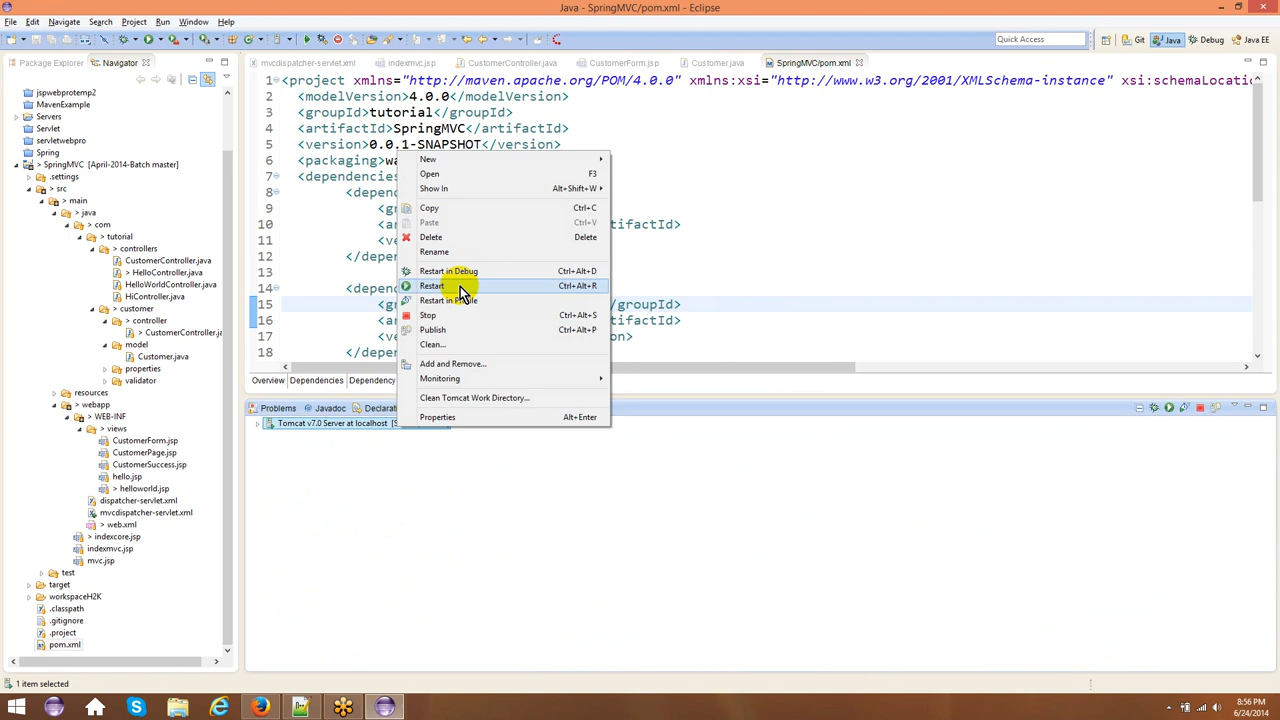 Java - SpringMVC/pom.xml - Eclipse
File Edit Navigate Search Project Run Window Help
Quick Access Git Java Debug Java EE
Package Explorer Navigator
mvcdispatcher-servlet.xml indexmvc.jsp CustomerController.java CustomerForm.jsp Customer.java SpringMVC/pom.xml
jspwebprotemp2
MavenExample
Servers
Servlet
servletwebpro
Spring
> SpringMVC [April-2014-Batch master]
.settings
> src
> main
> java
> com
> tutorial
> controllers
CustomerController.java
> HelloController.java
HelloWorldController.java
HiController.java
> customer
> controller
> CustomerController.java
> model
Customer.java
properties
validator
resources
> webapp
> WEB-INF
> views
CustomerForm.jsp
CustomerPage.jsp
CustomerSuccess.jsp
hello.jsp
> helloworld.jsp
dispatcher-servlet.xml
mvcdispatcher-servlet.xml
> web.xml
> indexcore.jsp
indexmvc.jsp
mvc.jsp
> test
target
workspaceH2K
.classpath
.gitignore
.project
pom.xml
1 <project xmlns="http://maven.apache.org/POM/4.0.0" xmlns:xsi="http://www.w3.org/2001/XMLSchema-instance" xsi:schemaLocatio
2 <modelVersion>4.0.0</modelVersion>
3 <groupId>tutorial</groupId>
4 <artifactId>SpringMVC</artifactId>
5 <version>0.0.1-SNAPSHOT</version>
6 <packaging>wa
7 <dependencies
8 <depen
9 <g
10 <ar tifactId>
11 <ve
12 </depe
13
14 <depen
15 <g /groupId>
16 <ar tifactId>
17 <ve n>
18 </depe
New
Open F3
Show In Alt+Shift+W
Copy Ctrl+C
Paste Ctrl+V
Delete Delete
Rename
Restart in Debug Ctrl+Alt+D
Restart Ctrl+Alt+R
Restart in
Stop Ctrl+Alt+S
Publish Ctrl+Alt+P
Clean...
Add and Remove...
Monitoring
Clean Tomcat Work Directory...
Properties Alt+Enter
Overview Dependencies Dependency
Problems Javadoc Declarat
Tomcat v7.0 Server at localhost [S
1 item selected
8:56 PM
6/24/2014